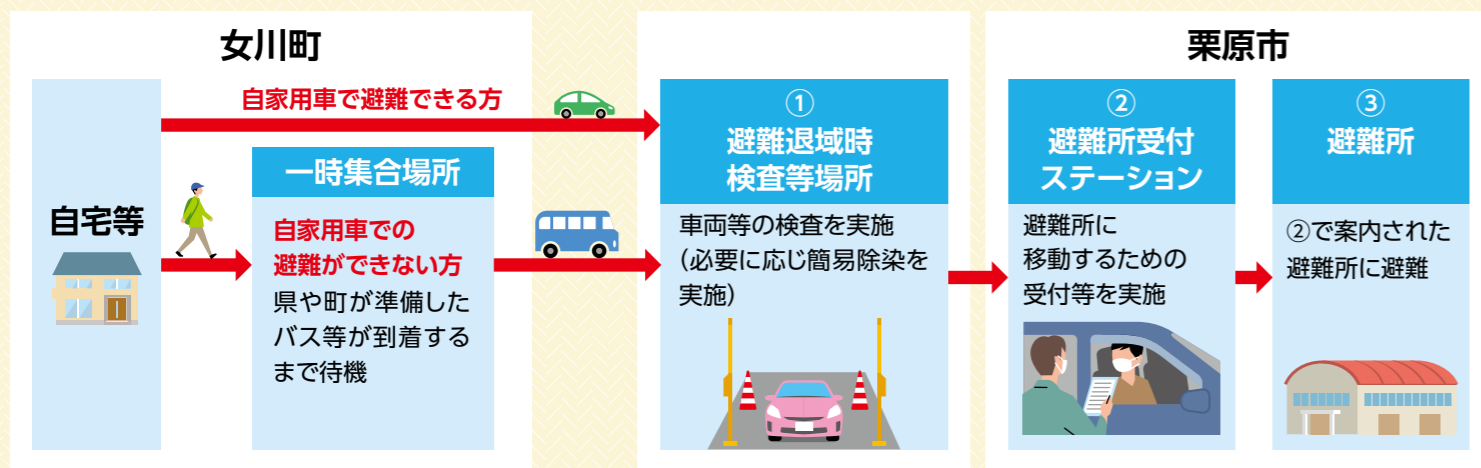 女川町
自宅等
自家用車で避難できる方
一時集合場所
自家用車での
避難ができない方
県や町が準備した
バス等が到着する
まで待機
①
避難退域時
検査等場所
車両等の検査を実施
（必要に応じ簡易除染を
実施）
栗原市
②
避難所受付
ステーション
避難所に
移動するための
受付等を実施
③
避難所
②で案内された
避難所に避難